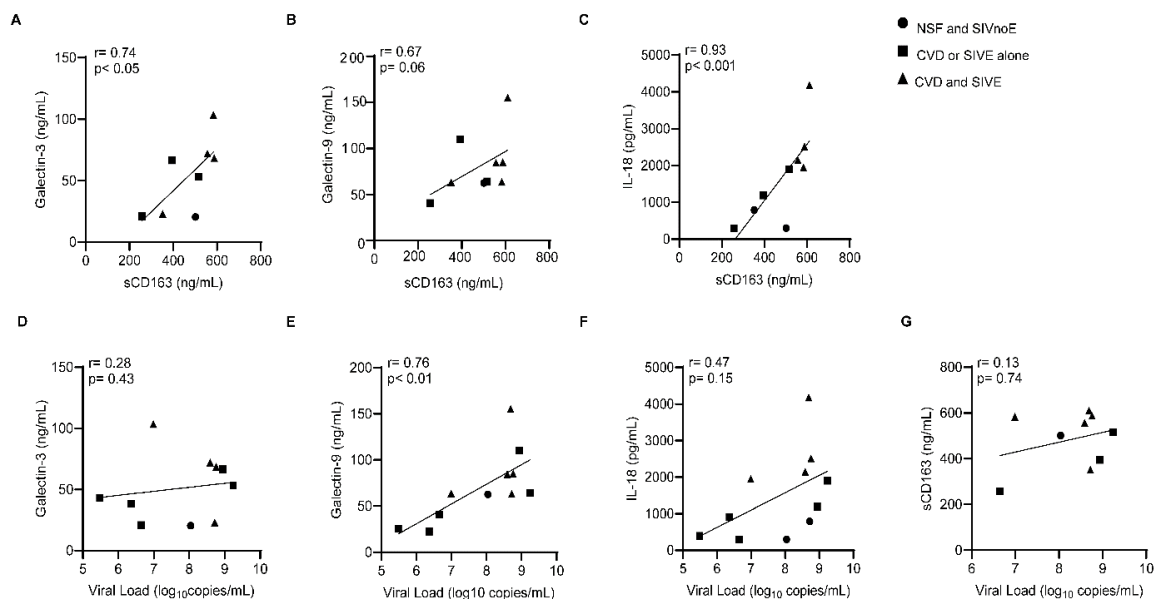 A
r= 0.74
p< 0.05
Galectin-3 (ng/mL)
150
100
50
0
0 200 400 600 800
sCD163 (ng/mL)
B
r= 0.67
p= 0.06
Galectin-9 (ng/mL)
200
150
100
50
0
0 200 400 600 800
sCD163 (ng/mL)
C
r= 0.93
p< 0.001
IL-18 (pg/mL)
5000
4000
3000
2000
1000
0
0 200 400 600 800
sCD163 (ng/mL)
NSF and SIVnoE
CVD or SIVE alone
CVD and SIVE
D
r= 0.28
p= 0.43
Galectin-3 (ng/mL)
150
100
50
0
5 6 7 8 9 10
Viral Load (log10copies/mL)
E
r= 0.76
p< 0.01
Galectin-9 (ng/mL)
200
150
100
50
0
5 6 7 8 9 10
Viral Load (log10 copies/mL)
F
r= 0.47
p= 0.15
IL-18 (pg/mL)
5000
4000
3000
2000
1000
0
5 6 7 8 9 10
Viral Load (log10 copies/mL)
G
r= 0.13
p= 0.74
sCD163 (ng/mL)
800
600
400
200
0
6 7 8 9 10
Viral Load (log10 copies/mL)